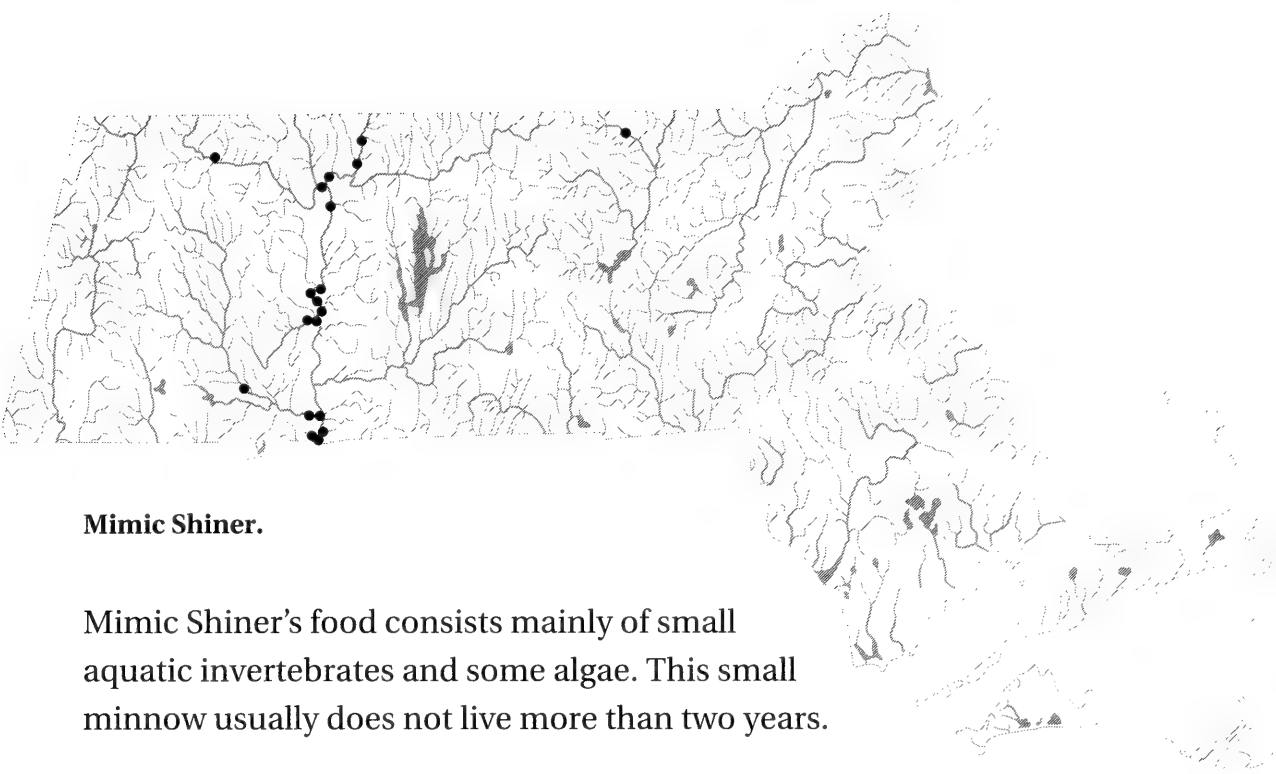 Mimic Shiner.
Mimic Shiner’s food consists mainly of small
aquatic invertebrates and some algae. This small
minnow usually does not live more than two years.